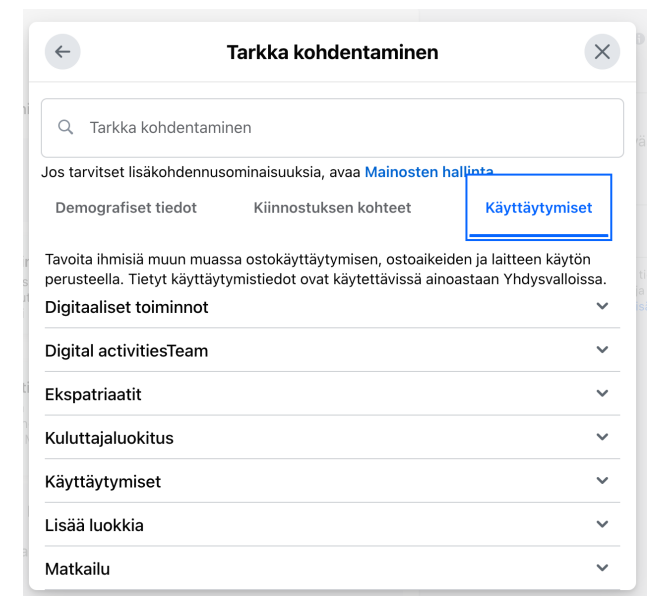 Tarkka kohdentaminen
Tarkka kohdentaminen
Jos tarvitset lisäkohdennusominaisuuksia, avaa Mainosten hallinta
Demografiset tiedot
Kiinnostuksen kohteet
Käyttäytymiset
Tavoita ihmisiä muun muassa ostokäyttäytymisen, ostoaikeiden ja laitteen käytön
perusteella. Tietyt käyttäytymistiedot ovat käytettävissä ainoastaan Yhdysvalloissa.
Digitaaliset toiminnot
Digital activitiesTeam
Ekspatriaatit
Kuluttajaluokitus
Käyttäytymiset
Lisää luokkia
Matkailu